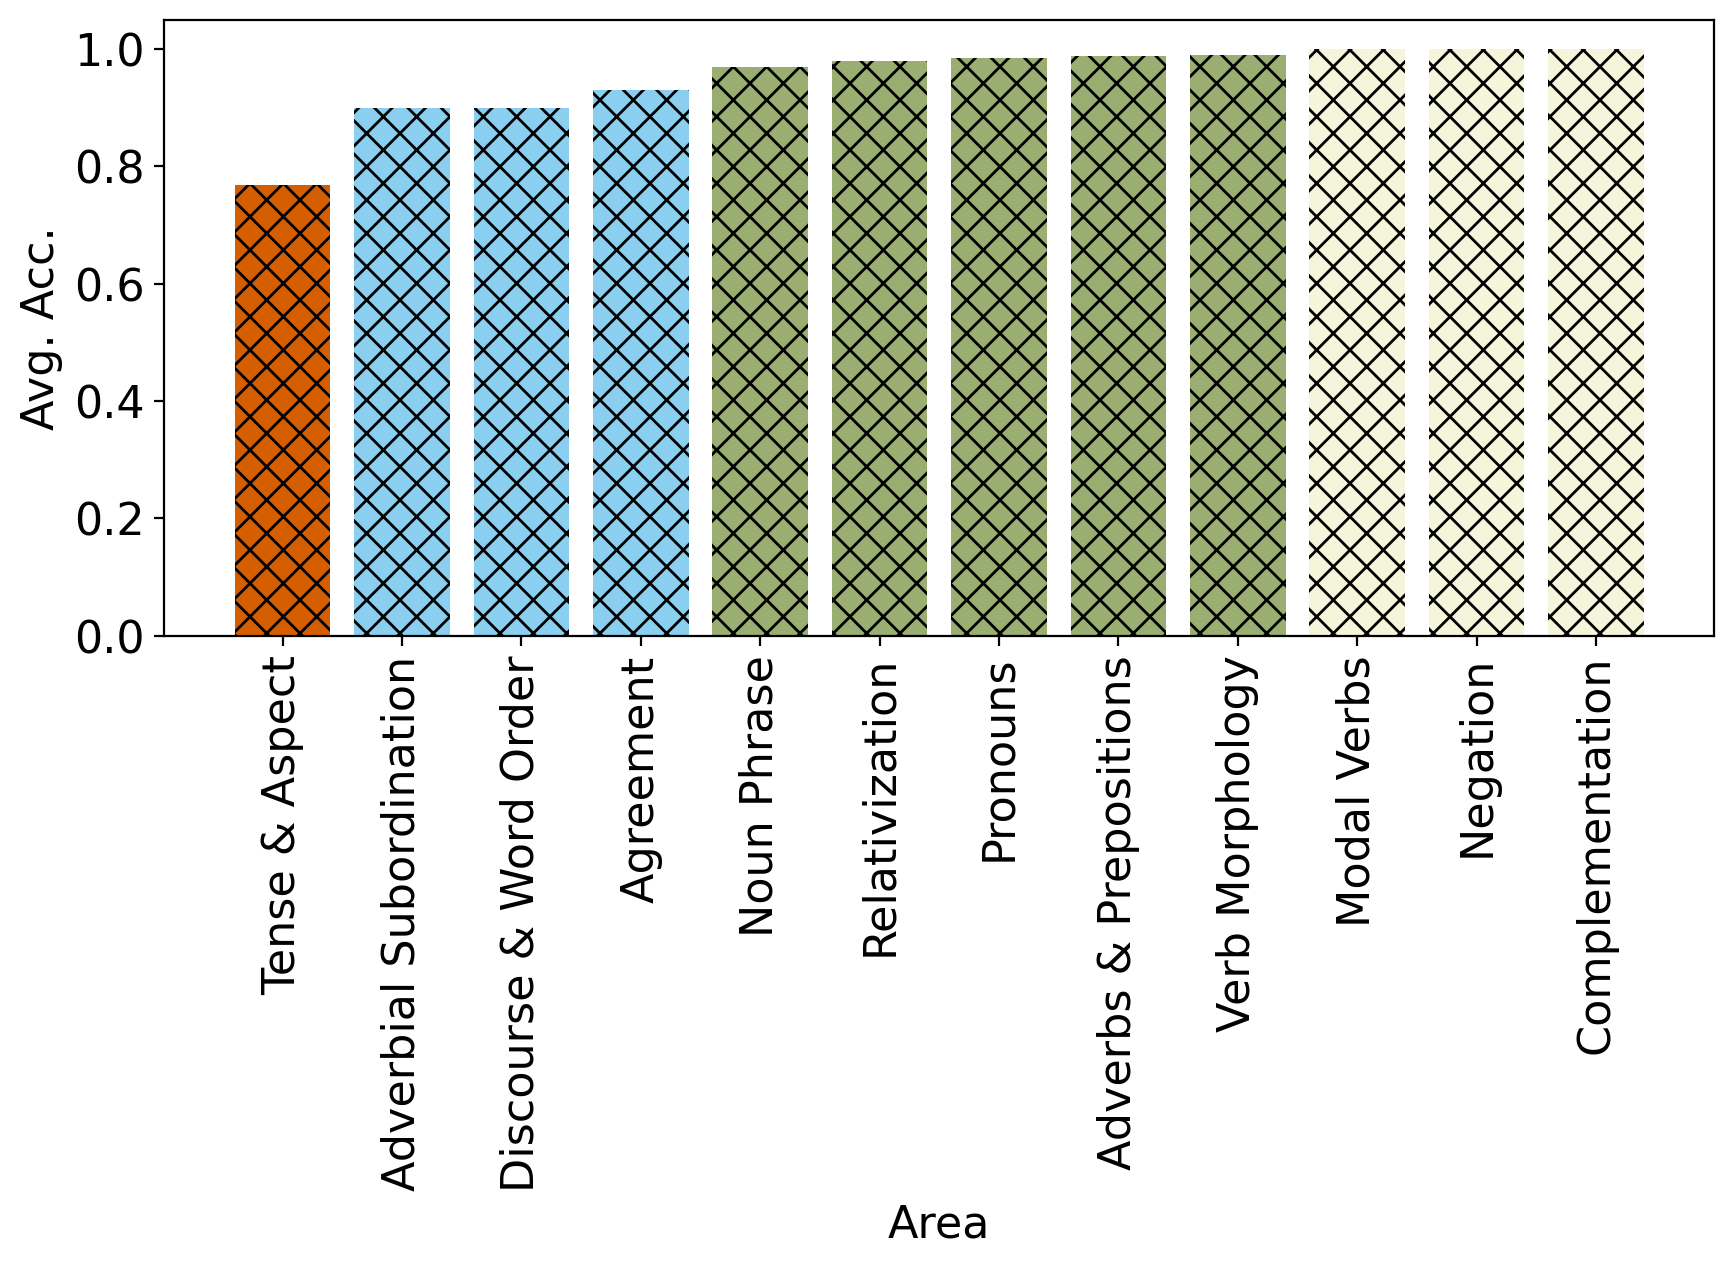 1.0
0.8
0.6
0.4
0.2
0.0
Avg. Acc.
Tense & Aspect
Adverbial Subordination
Discourse & Word Order
Agreement
Noun Phrase
Relativization
Pronouns
Adverbs & Prepositions
Verb Morphology
Modal Verbs
Negation
Complementation
Area